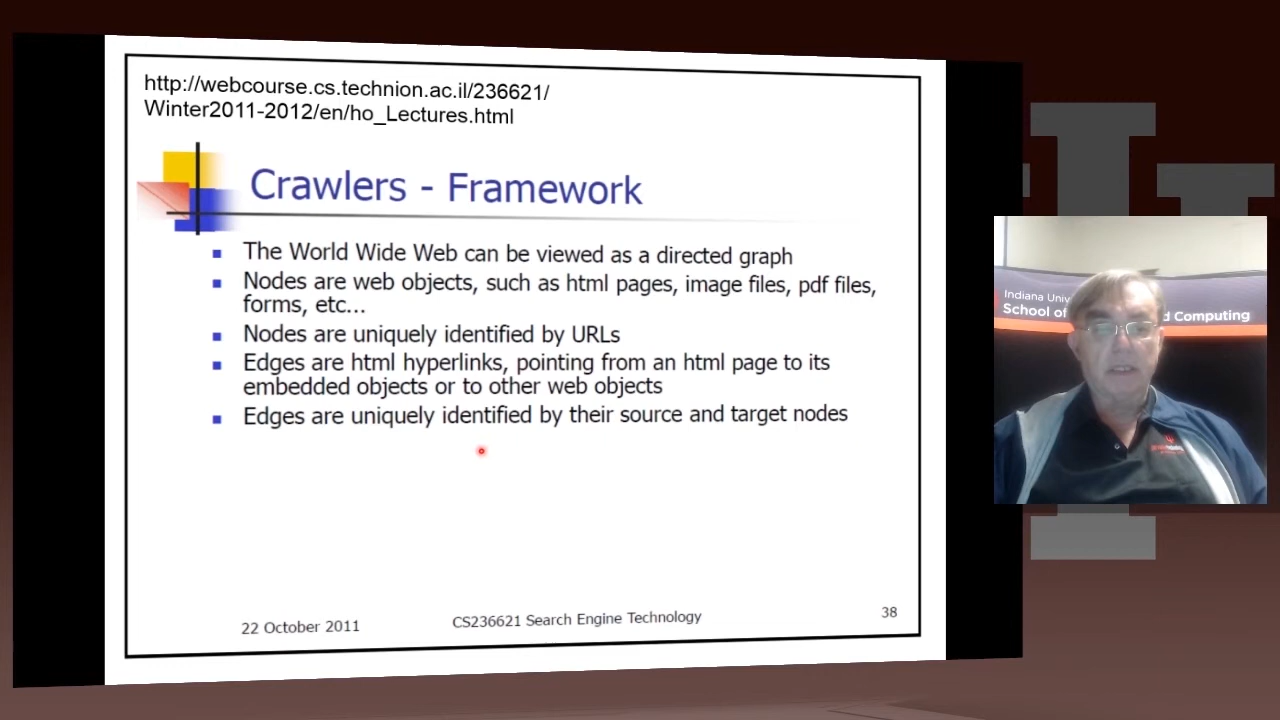 http://webcourse.cs.technion.ac.il/236621/
Winter2011-2012/en/ho_Lectures.html
Crawlers - Framework
The World Wide Web can be viewed as a directed graph
Nodes are web objects, such as html pages, image files, pdf files,
forms, etc...
Nodes are uniquely identified by URLs
Edges are html hyperlinks, pointing from an html page to its
embedded objects or to other web objects
Edges are uniquely identified by their source and target nodes
22 October 2011
CS236621 Search Engine Technology
38
Indiana Univ
School of
d Computing